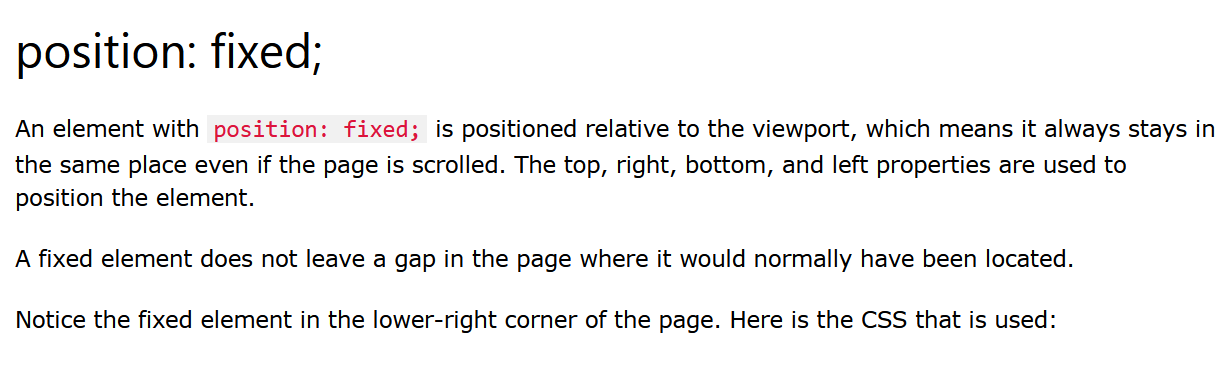 position: fixed;
An element with position: fixed; is positioned relative to the viewport, which means it always stays in
the same place even if the page is scrolled. The top, right, bottom, and left properties are used to
position the element.
A fixed element does not leave a gap in the page where it would normally have been located.
Notice the fixed element in the lower-right corner of the page. Here is the CSS that is used: